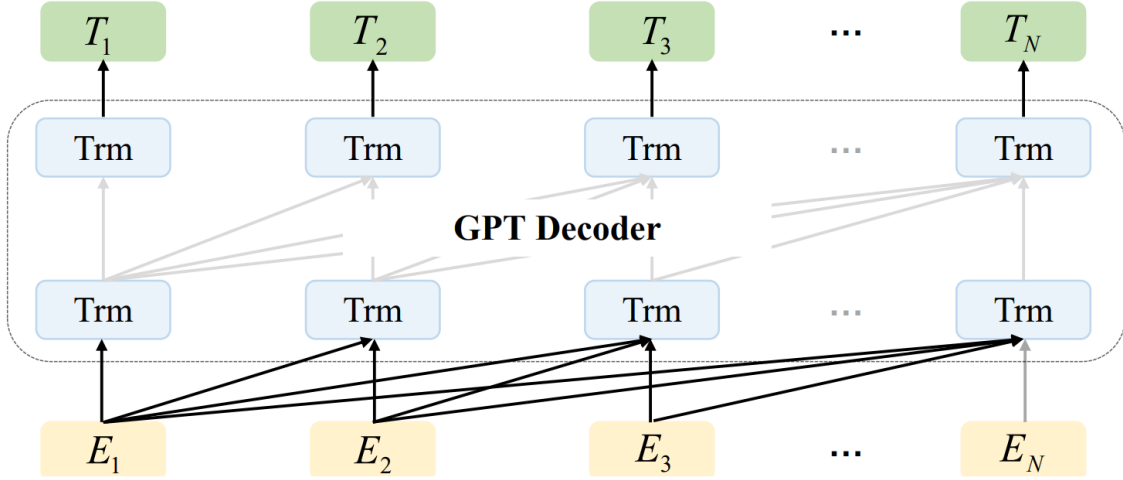 T1 T2 T3 ... TN
Trm Trm Trm ... Trm
GPT Decoder
Trm Trm Trm ... Trm
E1 E2 E3 ... EN